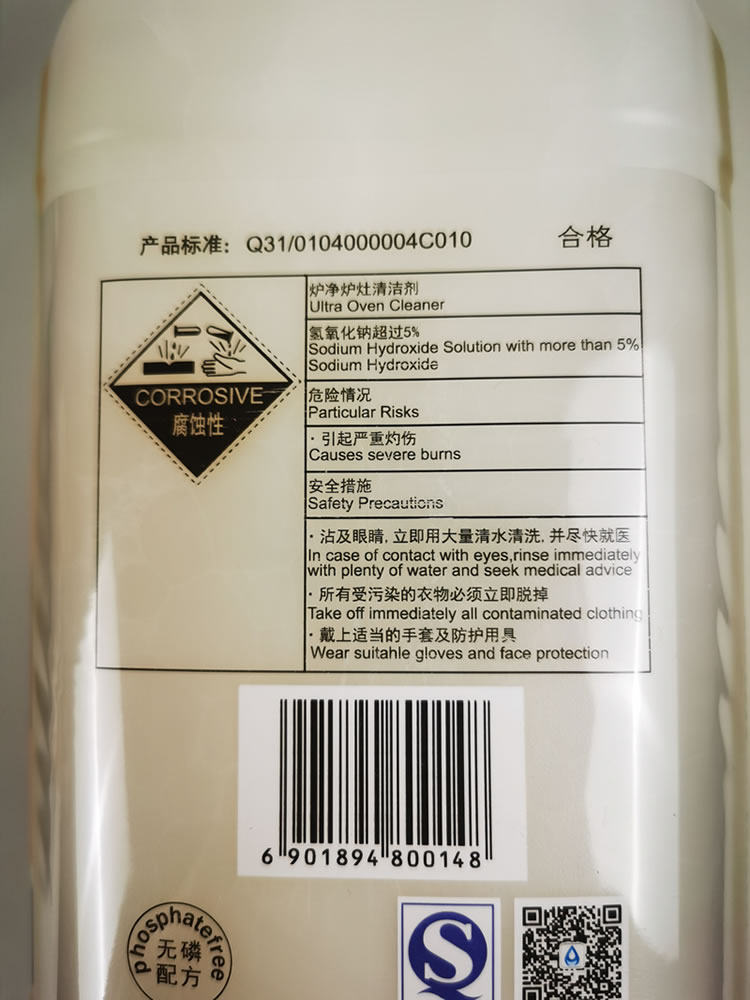 产品标准：Q31/0104000004C010 合格
CORROSIVE
腐蚀性
炉净炉灶清洁剂
Ultra Oven Cleaner
氢氧化钠超过5%
Sodium Hydroxide Solution with more than 5%
Sodium Hydroxide
危险情况
Particular Risks
· 引起严重灼伤
Causes severe burns
安全措施
Safety Precautions
· 沾及眼睛, 立即用大量清水清洗, 并尽快就医
In case of contact with eyes,rinse immediately
with plenty of water and seek medical advice
· 所有受污染的衣物必须立即脱掉
Take off immediately all contaminated clothing
· 戴上适当的手套及防护用具
Wear suitahle gloves and face protection
6 901894 800148
phosphatefree
无磷
配方
S